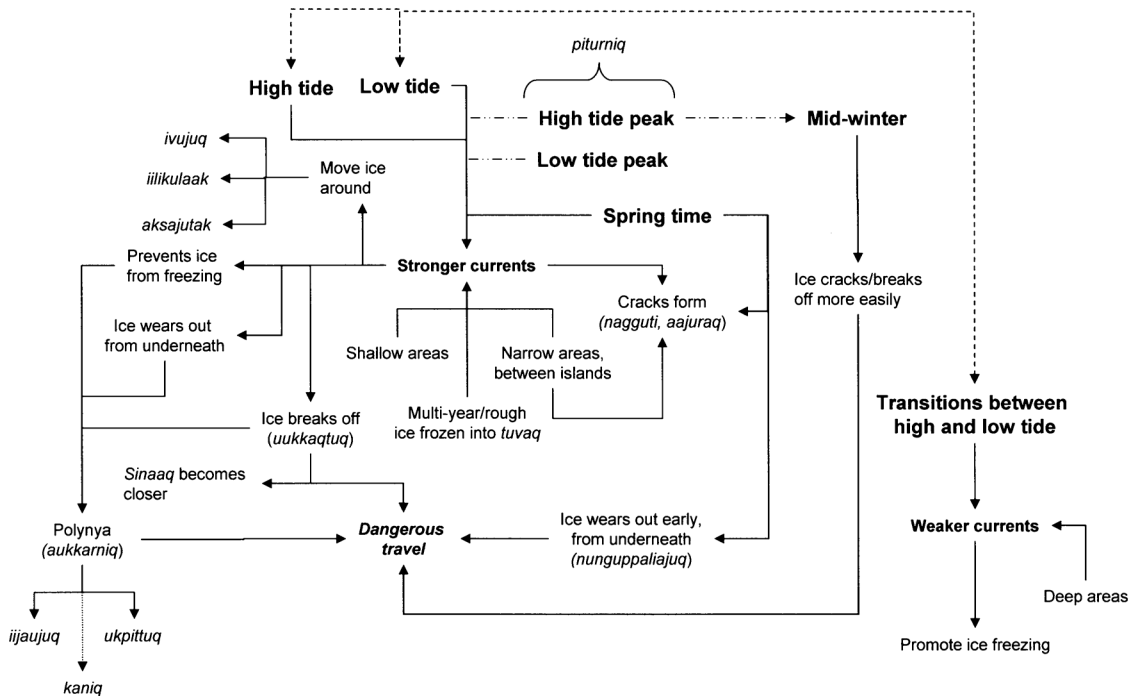 piturniq
High tide
Low tide
High tide peak
Mid-winter
Low tide peak
ivujuq
iilikulaak
aksajutak
Move ice
around
Spring time
Prevents ice
from freezing
Stronger currents
Ice cracks/breaks
off more easily
Cracks form
(nagguti, aajuraq)
Ice wears out
from underneath
Shallow areas
Narrow areas,
between islands
Multi-year/rough
ice frozen into tuvaq
Ice breaks off
(uukkaqtuq)
Transitions between
high and low tide
Sinaaq becomes
closer
Polynya
(aukkarniq)
Dangerous
travel
Ice wears out early,
from underneath
(nunguppaliajuq)
Weaker currents
Deep areas
iijaujuq
ukpittuq
kaniq
Promote ice freezing